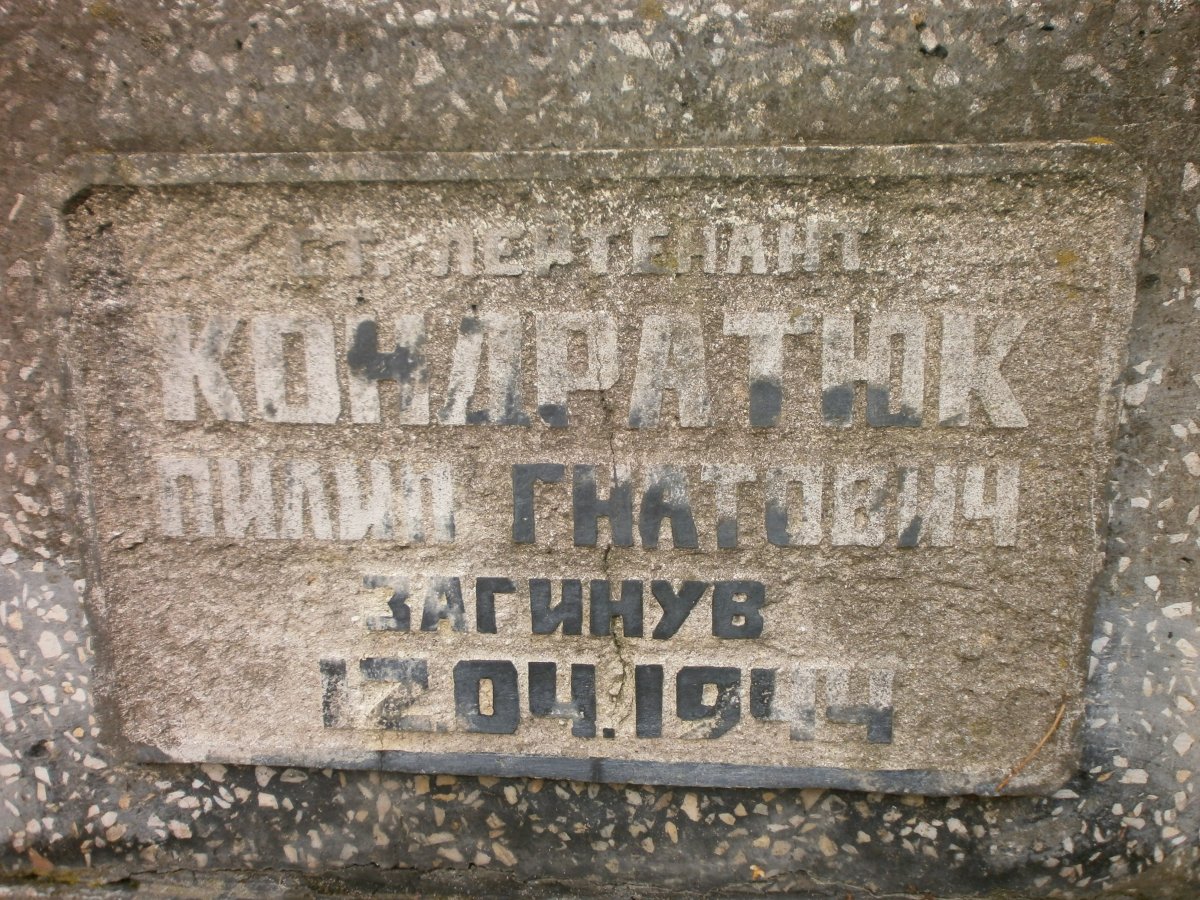 СТ. ЛЕЙТЕНАНТ
КОНДРАТЮК
ПИЛИП ГНАТОВИЧ
ЗАГИНУВ
12.04.1944